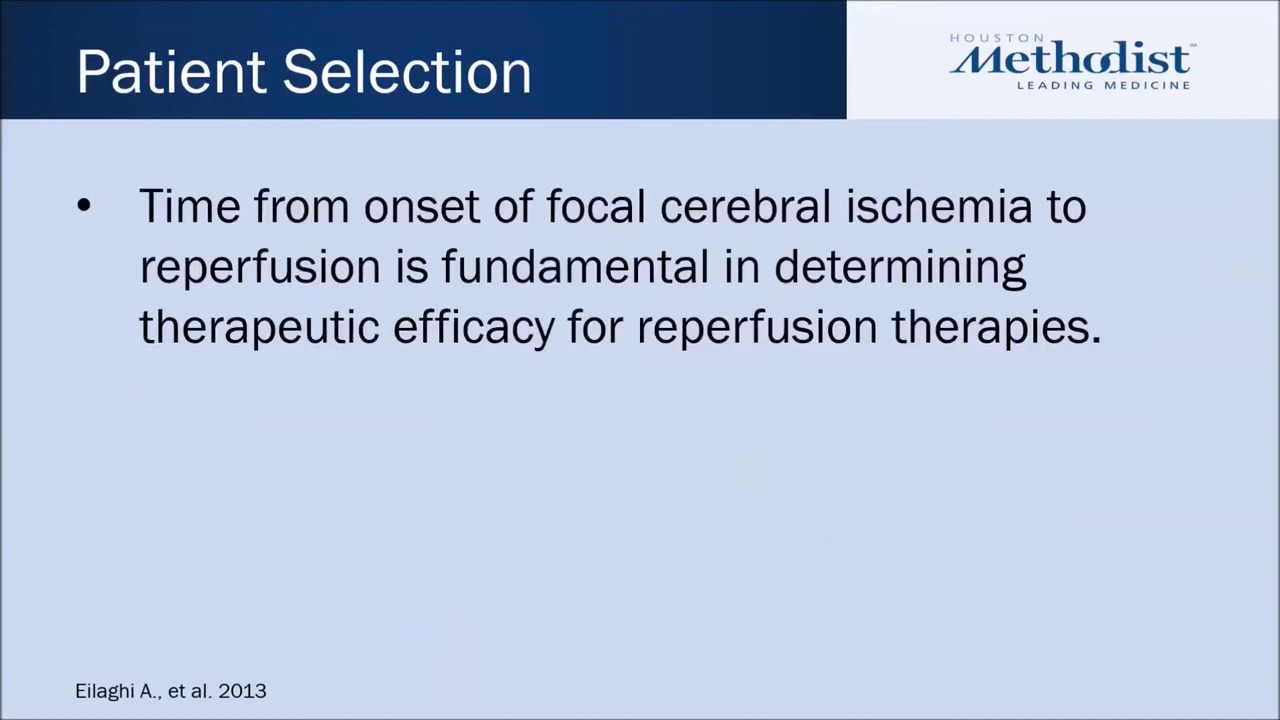 Patient Selection
HOUSTON
Methodist℠
LEADING MEDICINE
• Time from onset of focal cerebral ischemia to
reperfusion is fundamental in determining
therapeutic efficacy for reperfusion therapies.
Eilaghi A., et al. 2013